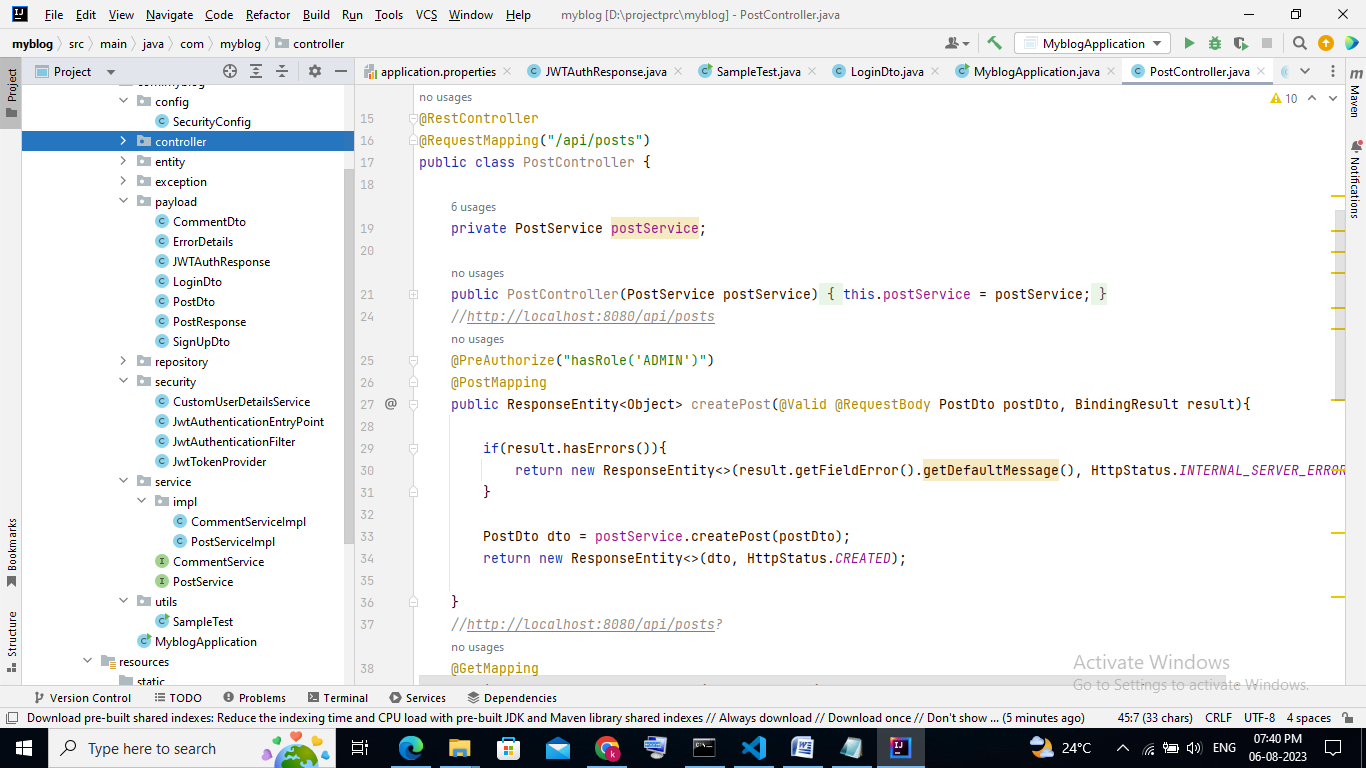 File Edit View Navigate Code Refactor Build Run Tools VCS Window Help myblog [D:\projectprc\myblog] - PostController.java
myblog src main java com myblog controller MyblogApplication
Project application.properties JWTAuthResponse.java SampleTest.java LoginDto.java MyblogApplication.java PostController.java
Project
Bookmarks
Structure
config
SecurityConfig
controller
entity
exception
payload
CommentDto
ErrorDetails
JWTAuthResponse
LoginDto
PostDto
PostResponse
SignUpDto
repository
security
CustomUserDetailsService
JwtAuthenticationEntryPoint
JwtAuthenticationFilter
JwtTokenProvider
service
impl
CommentServiceImpl
PostServiceImpl
CommentService
PostService
utils
SampleTest
MyblogApplication
resources
static
no usages
15 @RestController
16 @RequestMapping("/api/posts")
17 public class PostController {
18
6 usages
19 private PostService postService;
20
no usages
21 public PostController(PostService postService) { this.postService = postService; }
24 //http://localhost:8080/api/posts
no usages
25 @PreAuthorize("hasRole('ADMIN')")
26 @PostMapping
27 @ public ResponseEntity<Object> createPost(@Valid @RequestBody PostDto postDto, BindingResult result){
28
29 if(result.hasErrors()){
30 return new ResponseEntity<>(result.getFieldError().getDefaultMessage(), HttpStatus.INTERNAL_SERVER_ERROR
31 }
32
33 PostDto dto = postService.createPost(postDto);
34 return new ResponseEntity<>(dto, HttpStatus.CREATED);
35
36 }
37 //http://localhost:8080/api/posts?
no usages
38 @GetMapping
10
m
Maven
Notifications
Activate Windows
Go to Settings to activate Windows.
Version Control TODO Problems Terminal Services Dependencies
Download pre-built shared indexes: Reduce the indexing time and CPU load with pre-built JDK and Maven library shared indexes // Always download // Download once // Don't show ... (5 minutes ago) 45:7 (33 chars) CRLF UTF-8 4 spaces
Type here to search 24°C ENG 07:40 PM
06-08-2023